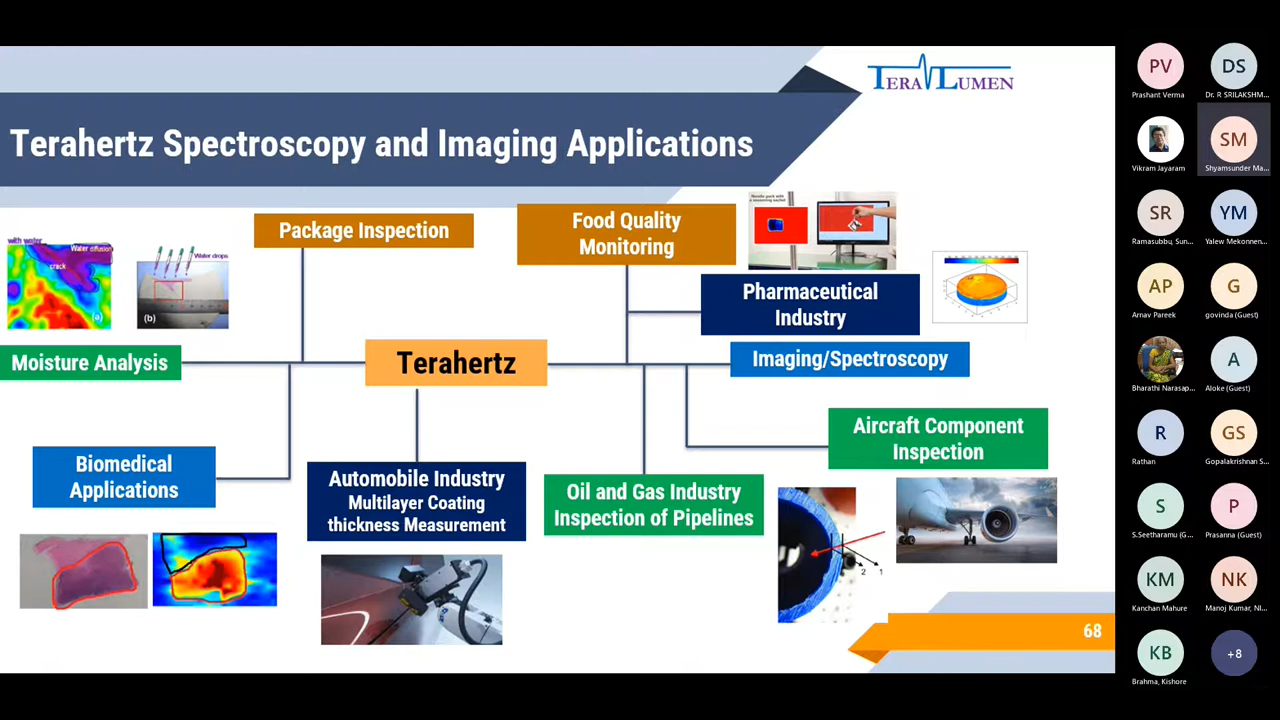 TERA LUMEN
Terahertz Spectroscopy and Imaging Applications
Package Inspection
Food Quality
Monitoring
with water
Water diffusion
crack
(a)
Water drops
(b)
Pharmaceutical
Industry
Moisture Analysis
Terahertz
Imaging/Spectroscopy
Aircraft Component
Inspection
Biomedical
Applications
Automobile Industry
Multilayer Coating
thickness Measurement
Oil and Gas Industry
Inspection of Pipelines
2
1
68
PV
Prashant Verma
DS
Dr. R SRILAKSHM...
Vikram Jayaram
SM
Shyamsunder Ma...
SR
Ramasubbu, Sun...
YM
Yalew Mekonnen...
AP
Arnav Pareek
G
govinda (Guest)
Bharathi Narasap...
A
Aloke (Guest)
R
Rathan
GS
Gopalakrishnan S...
S
S.Seetharamu (G...
P
Prasanna (Guest)
KM
Kanchan Mahure
NK
Manoj Kumar, NI...
KB
Brahma, Kishore
+8